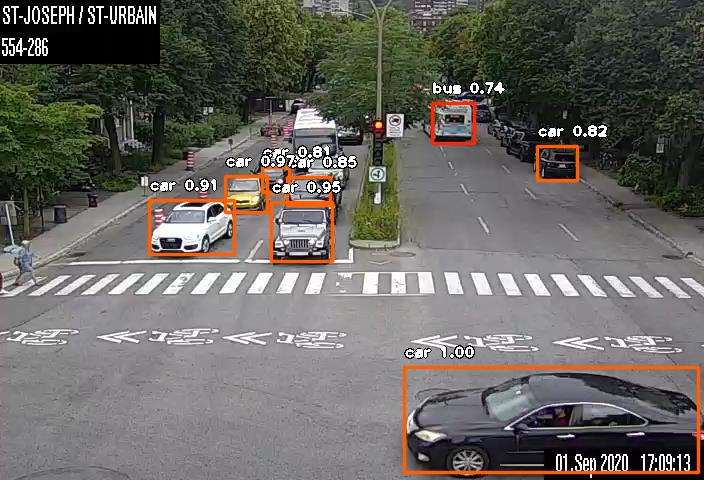 ST-JOSEPH / ST-URBAIN
554-286
bus 0.74
car 0.82
car 0.81
car 0.97
car 0.85
car 0.91
car 0.95
car 1.00
01.Sep 2020 17:09:13